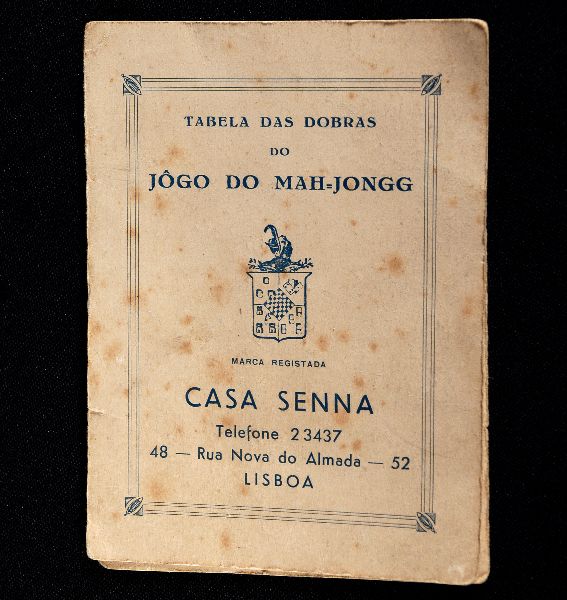 TABELA DAS DOBRAS
DO
JÔGO DO MAH=JONGG
MARCA REGISTADA
CASA SENNA
Telefone 23437
48 — Rua Nova do Almada — 52
LISBOA